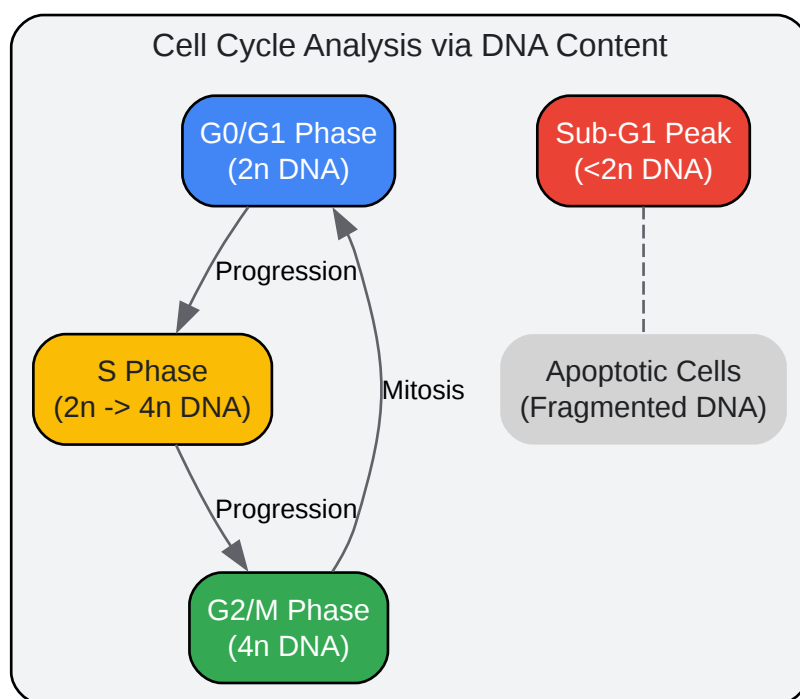 Cell Cycle Analysis via DNA Content
G0/G1 Phase
(2n DNA)
Sub-G1 Peak
(<2n DNA)
Progression
S Phase
(2n -> 4n DNA)
Mitosis
Apoptotic Cells
(Fragmented DNA)
Progression
G2/M Phase
(4n DNA)